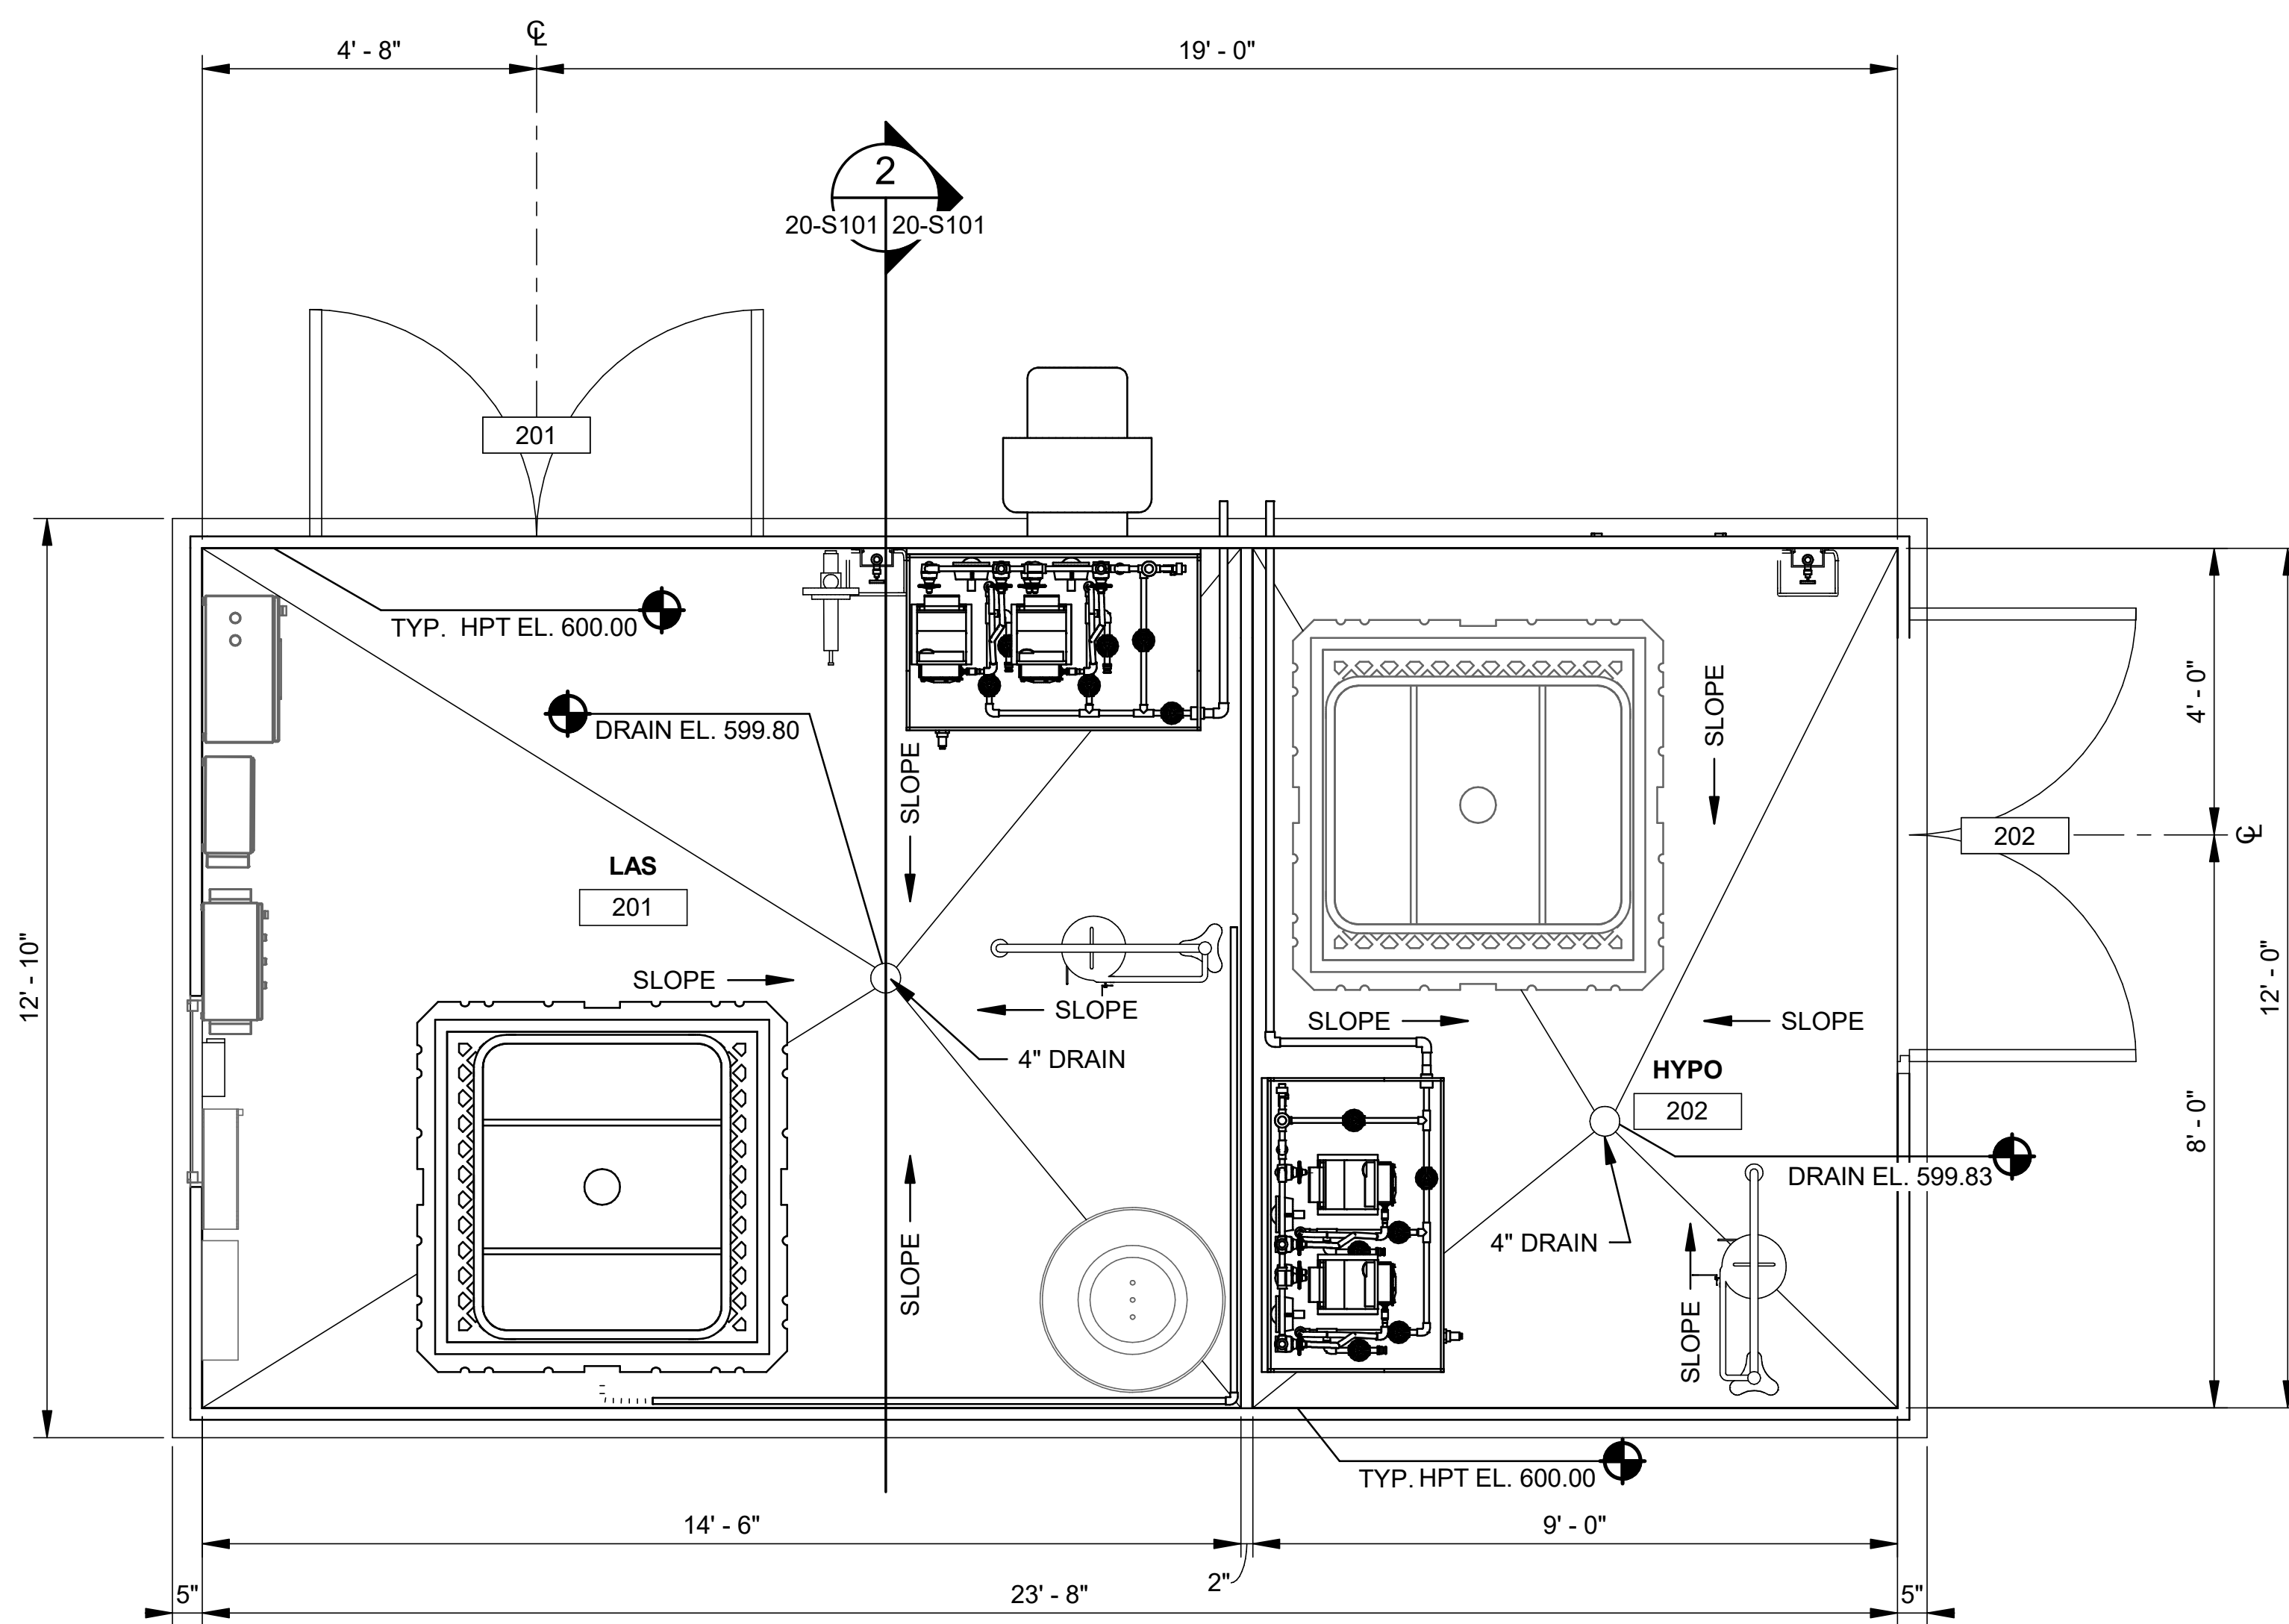 4' - 8"
℄
19' - 0"
2
20-S101 20-S101
201
TYP. HPT EL. 600.00
DRAIN EL. 599.80
SLOPE
SLOPE
4' - 0"
202
℄
LAS
201
12' - 10"
12' - 0"
SLOPE
SLOPE
SLOPE
SLOPE
4" DRAIN
HYPO
202
8' - 0"
DRAIN EL. 599.83
4" DRAIN
SLOPE
SLOPE
TYP. HPT EL. 600.00
14' - 6"
9' - 0"
2"
5"
23' - 8"
5"